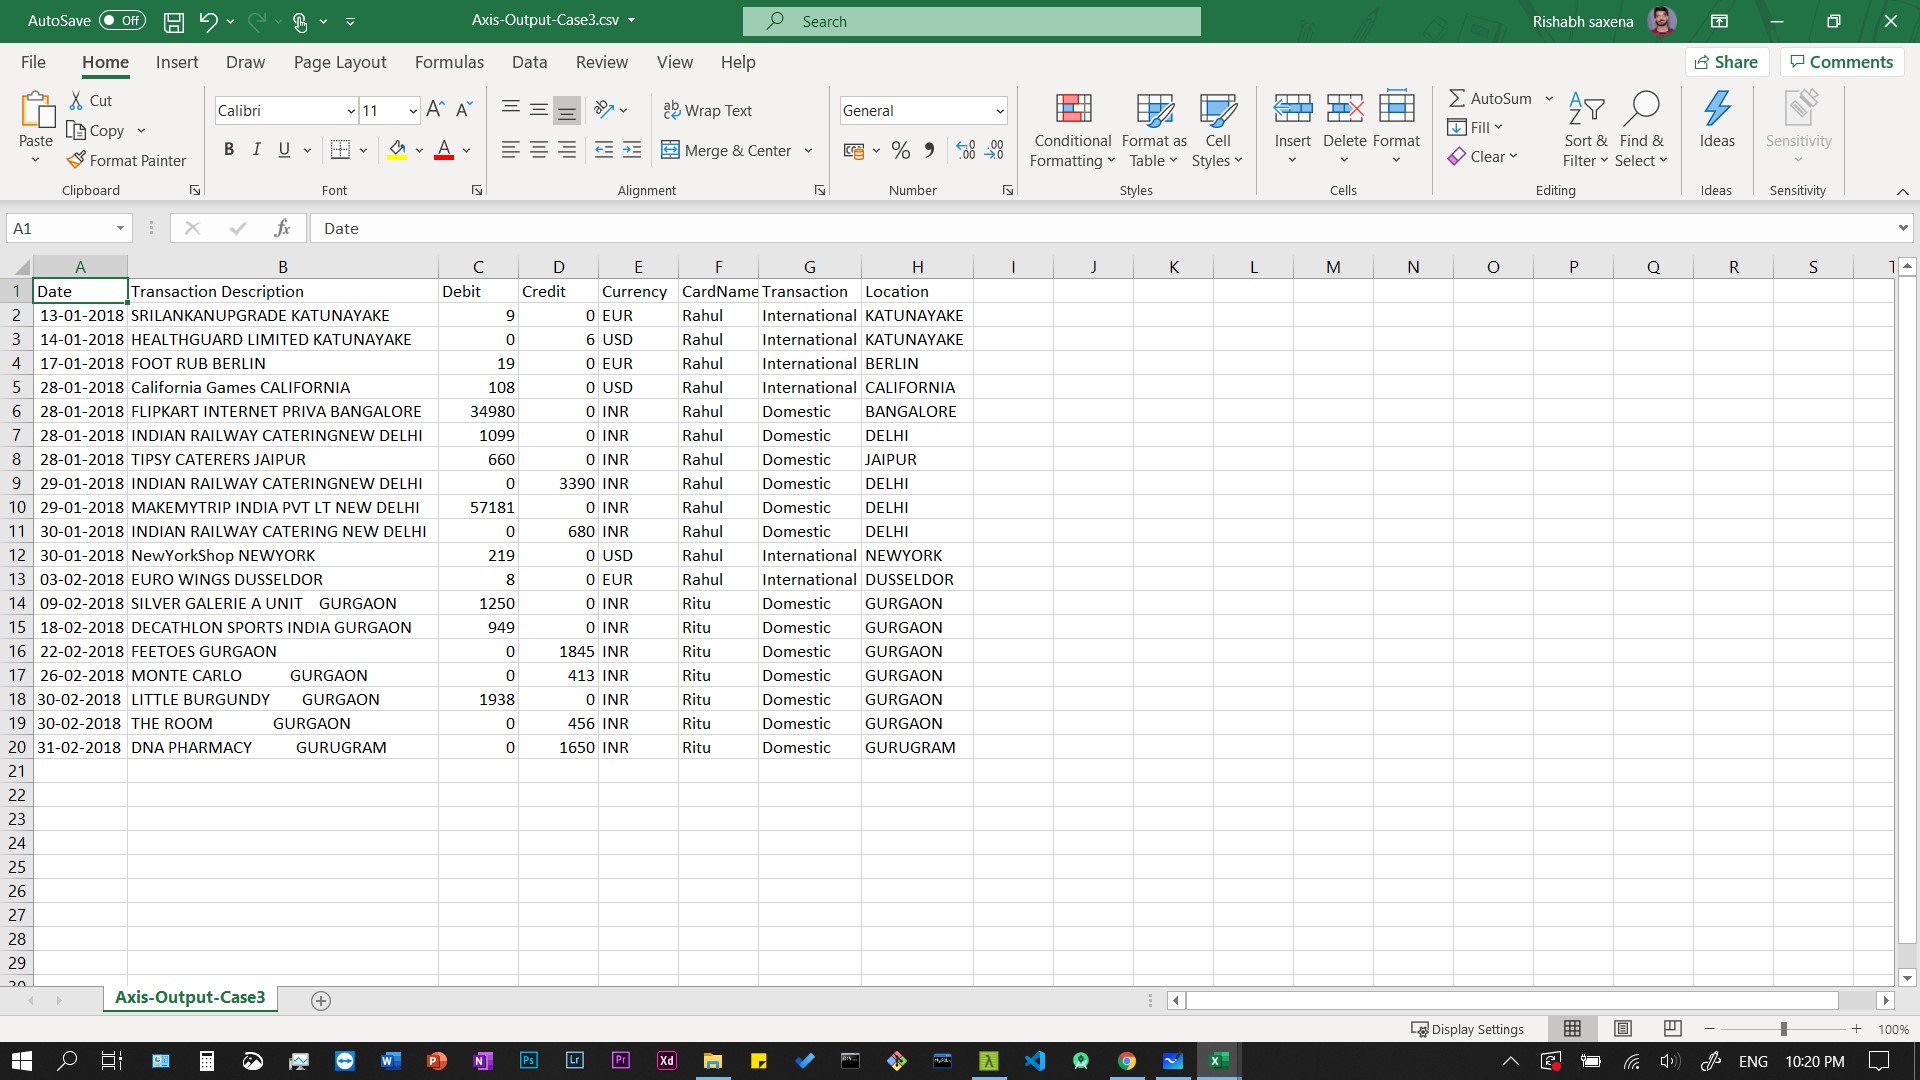 AutoSave Off Axis-Output-Case3.csv Search Rishabh saxena
File Home Insert Draw Page Layout Formulas Data Review View Help Share Comments
Paste Cut Copy Format Painter Clipboard
Calibri 11 A A B I U A Font
Wrap Text Merge & Center Alignment
General % Number
Conditional Formatting Format as Table Cell Styles Styles
Insert Delete Format Cells
AutoSum Fill Clear Sort & Filter Find & Select Editing
Ideas Ideas
Sensitivity Sensitivity
A1 fx Date
A B C D E F G H I J K L M N O P Q R S
1 Date Transaction Description Debit Credit Currency CardName Transaction Location
2 13-01-2018 SRILANKANUPGRADE KATUNAYAKE 9 0 EUR Rahul International KATUNAYAKE
3 14-01-2018 HEALTHGUARD LIMITED KATUNAYAKE 0 6 USD Rahul International KATUNAYAKE
4 17-01-2018 FOOT RUB BERLIN 19 0 EUR Rahul International BERLIN
5 28-01-2018 California Games CALIFORNIA 108 0 USD Rahul International CALIFORNIA
6 28-01-2018 FLIPKART INTERNET PRIVA BANGALORE 34980 0 INR Rahul Domestic BANGALORE
7 28-01-2018 INDIAN RAILWAY CATERINGNEW DELHI 1099 0 INR Rahul Domestic DELHI
8 28-01-2018 TIPSY CATERERS JAIPUR 660 0 INR Rahul Domestic JAIPUR
9 29-01-2018 INDIAN RAILWAY CATERINGNEW DELHI 0 3390 INR Rahul Domestic DELHI
10 29-01-2018 MAKEMYTRIP INDIA PVT LT NEW DELHI 57181 0 INR Rahul Domestic DELHI
11 30-01-2018 INDIAN RAILWAY CATERING NEW DELHI 0 680 INR Rahul Domestic DELHI
12 30-01-2018 NewYorkShop NEWYORK 219 0 USD Rahul International NEWYORK
13 03-02-2018 EURO WINGS DUSSELDOR 8 0 EUR Rahul International DUSSELDOR
14 09-02-2018 SILVER GALERIE A UNIT GURGAON 1250 0 INR Ritu Domestic GURGAON
15 18-02-2018 DECATHLON SPORTS INDIA GURGAON 949 0 INR Ritu Domestic GURGAON
16 22-02-2018 FEETOES GURGAON 0 1845 INR Ritu Domestic GURGAON
17 26-02-2018 MONTE CARLO GURGAON 0 413 INR Ritu Domestic GURGAON
18 30-02-2018 LITTLE BURGUNDY GURGAON 1938 0 INR Ritu Domestic GURGAON
19 30-02-2018 THE ROOM GURGAON 0 456 INR Ritu Domestic GURGAON
20 31-02-2018 DNA PHARMACY GURUGRAM 0 1650 INR Ritu Domestic GURUGRAM
21
22
23
24
25
26
27
28
29
Axis-Output-Case3
Display Settings 100%
ENG 10:20 PM